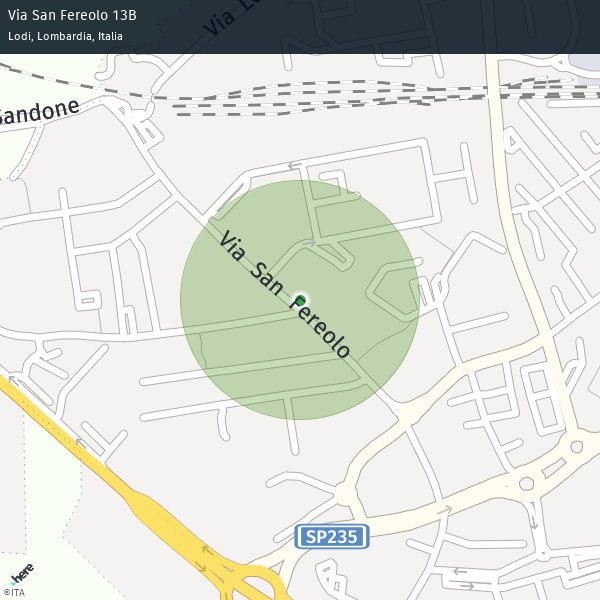 Via San Fereolo 13B
Lodi, Lombardia, Italia
Via Lo
Sandone
Via San Fereolo
SP235
here
©ITA